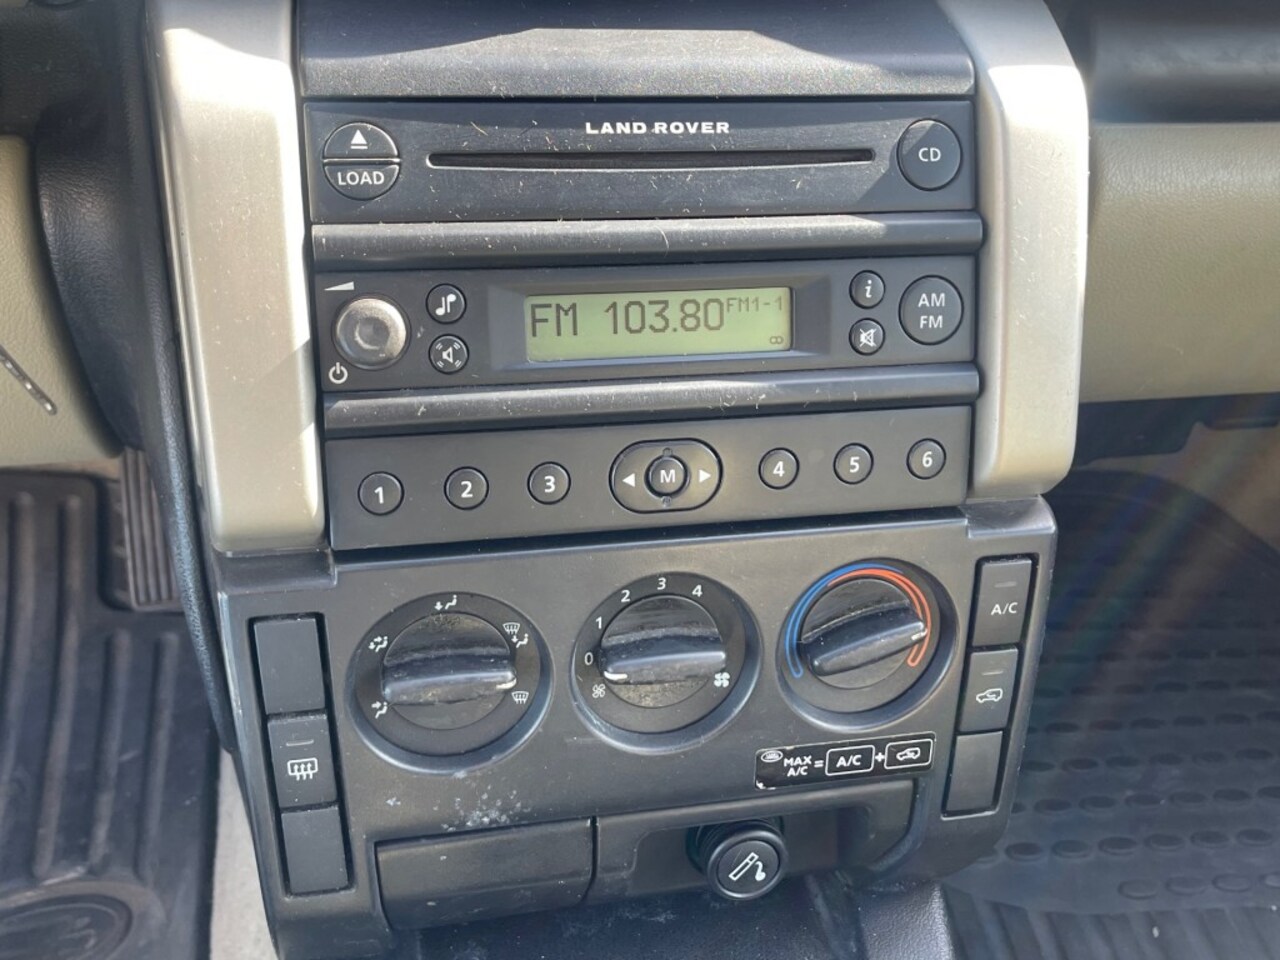 LAND ROVER
LOAD
CD
FM 103.80 FM1-1
i
AM
FM
1 2 3 M 4 5 6
0 1 2 3 4
A/C
MAX
A/C = A/C +